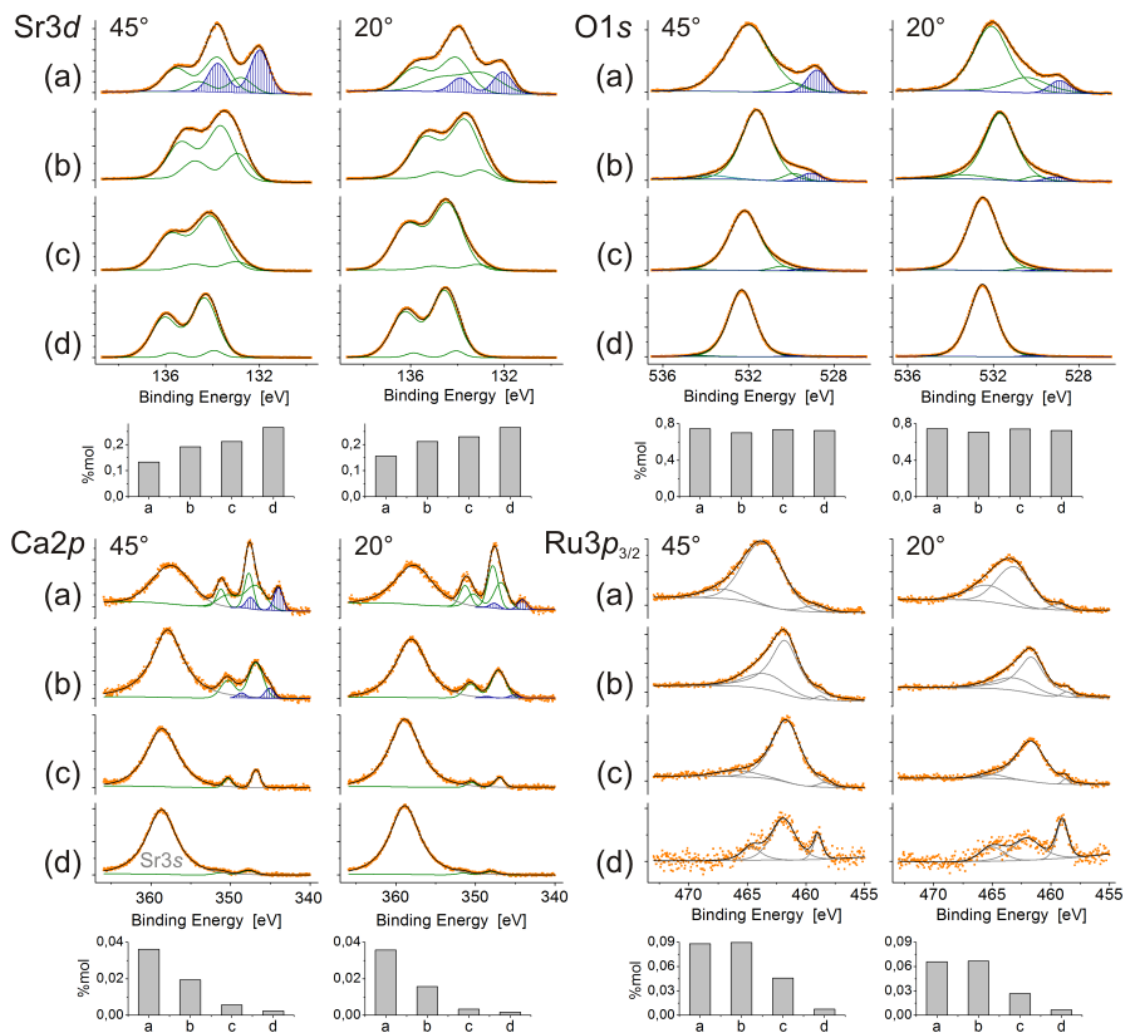 Sr3d 45° 20° O1s 45° 20°
(a) (a)
(b) (b)
(c) (c)
(d) (d)
136 132 136 132 536 532 528 536 532 528
Binding Energy [eV] Binding Energy [eV] Binding Energy [eV] Binding Energy [eV]
%mol 0,2 0,1 0,0 0,2 0,1 0,0 %mol 0,8 0,4 0,0 0,8 0,4 0,0
a b c d a b c d a b c d a b c d
Ca2p 45° 20° Ru3p3/2 45° 20°
(a) (a)
(b) (b)
(c) (c)
(d) Sr3s (d)
360 350 340 360 350 340 470 465 460 455 470 465 460 455
Binding Energy [eV] Binding Energy [eV] Binding Energy [eV] Binding Energy [eV]
%mol 0,04 0,02 0,00 0,04 0,02 0,00 %mol 0,09 0,06 0,03 0,00 0,09 0,06 0,03 0,00
a b c d a b c d a b c d a b d